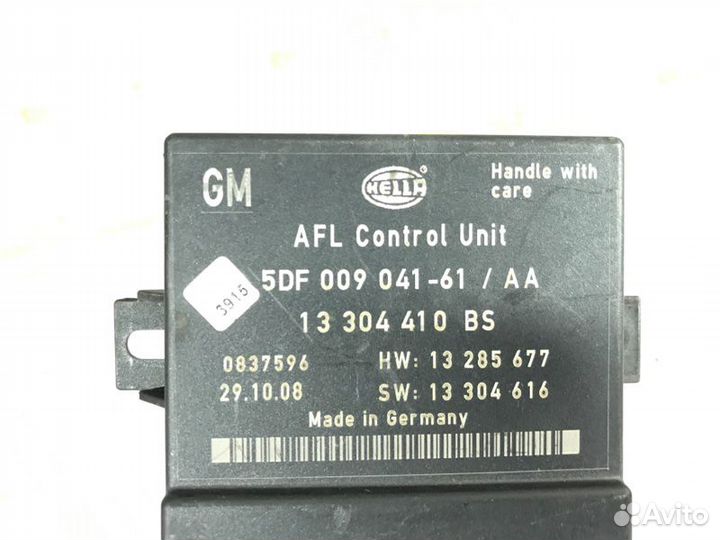 GM
HELLA
Handle with
care
AFL Control Unit
5DF 009 041-61 / AA
3915
13 304 410 BS
0837596
HW: 13 285 677
29.10.08
SW: 13 304 616
Made in Germany
Avito